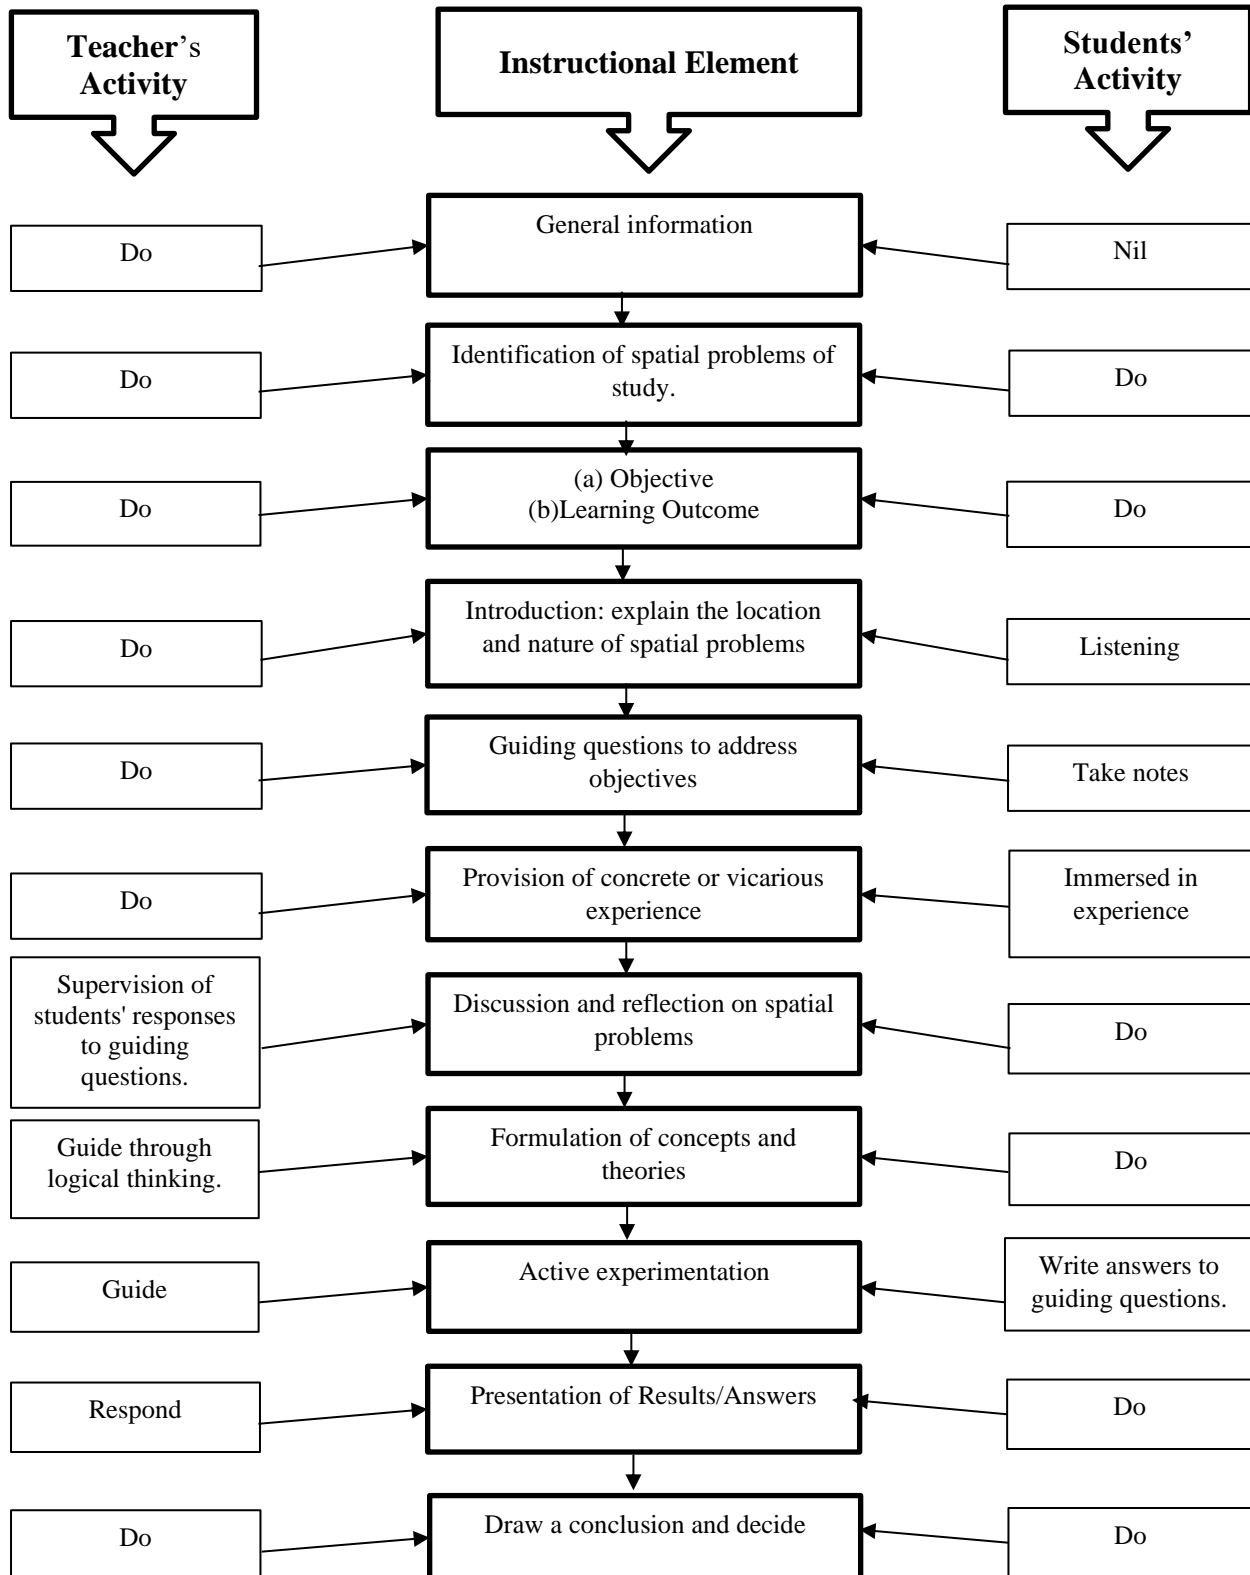 Teacher's
Activity
Instructional Element
Students’
Activity
Do
General information
Nil
Do
Identification of spatial problems of
study.
Do
Do
(a) Objective
(b)Learning Outcome
Do
Do
Introduction: explain the location
and nature of spatial problems
Listening
Do
Guiding questions to address
objectives
Take notes
Do
Provision of concrete or vicarious
experience
Immersed in
experience
Supervision of
students' responses
to guiding
questions.
Discussion and reflection on spatial
problems
Do
Guide through
logical thinking.
Formulation of concepts and
theories
Do
Guide
Active experimentation
Write answers to
guiding questions.
Respond
Presentation of Results/Answers
Do
Do
Draw a conclusion and decide
Do